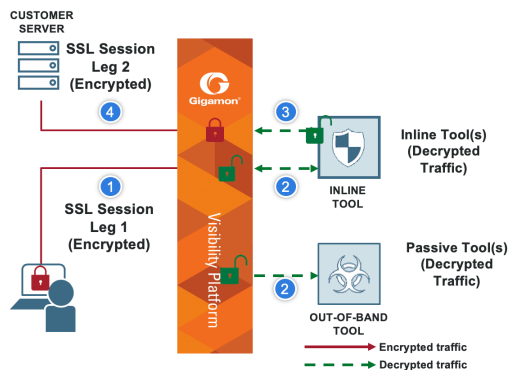 CUSTOMER
SERVER
SSL Session
Leg 2
(Encrypted)
4
Gigamon®
3
Inline Tool(s)
(Decrypted
Traffic)
2
INLINE
TOOL
1
SSL Session
Leg 1
(Encrypted)
Visibility Platform
Passive Tool(s)
(Decrypted
Traffic)
2
OUT-OF-BAND
TOOL
Encrypted traffic
Decrypted traffic